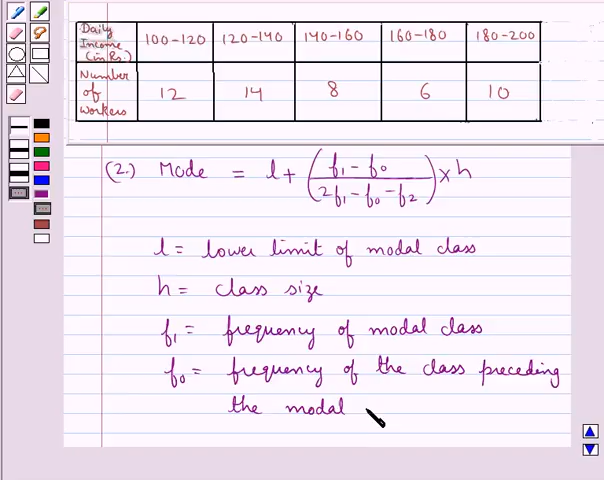 Daily Income (in Rs.) 100-120 120-140 140-160 160-180 180-200
Number of workers 12 14 8 6 10
(2.) Mode = l + ( f₁ - f₀ / 2f₁ - f₀ - f₂ ) × h
l = lower limit of modal class
h = class size
f₁ = frequency of modal class
f₀ = frequency of the class preceding
the modal